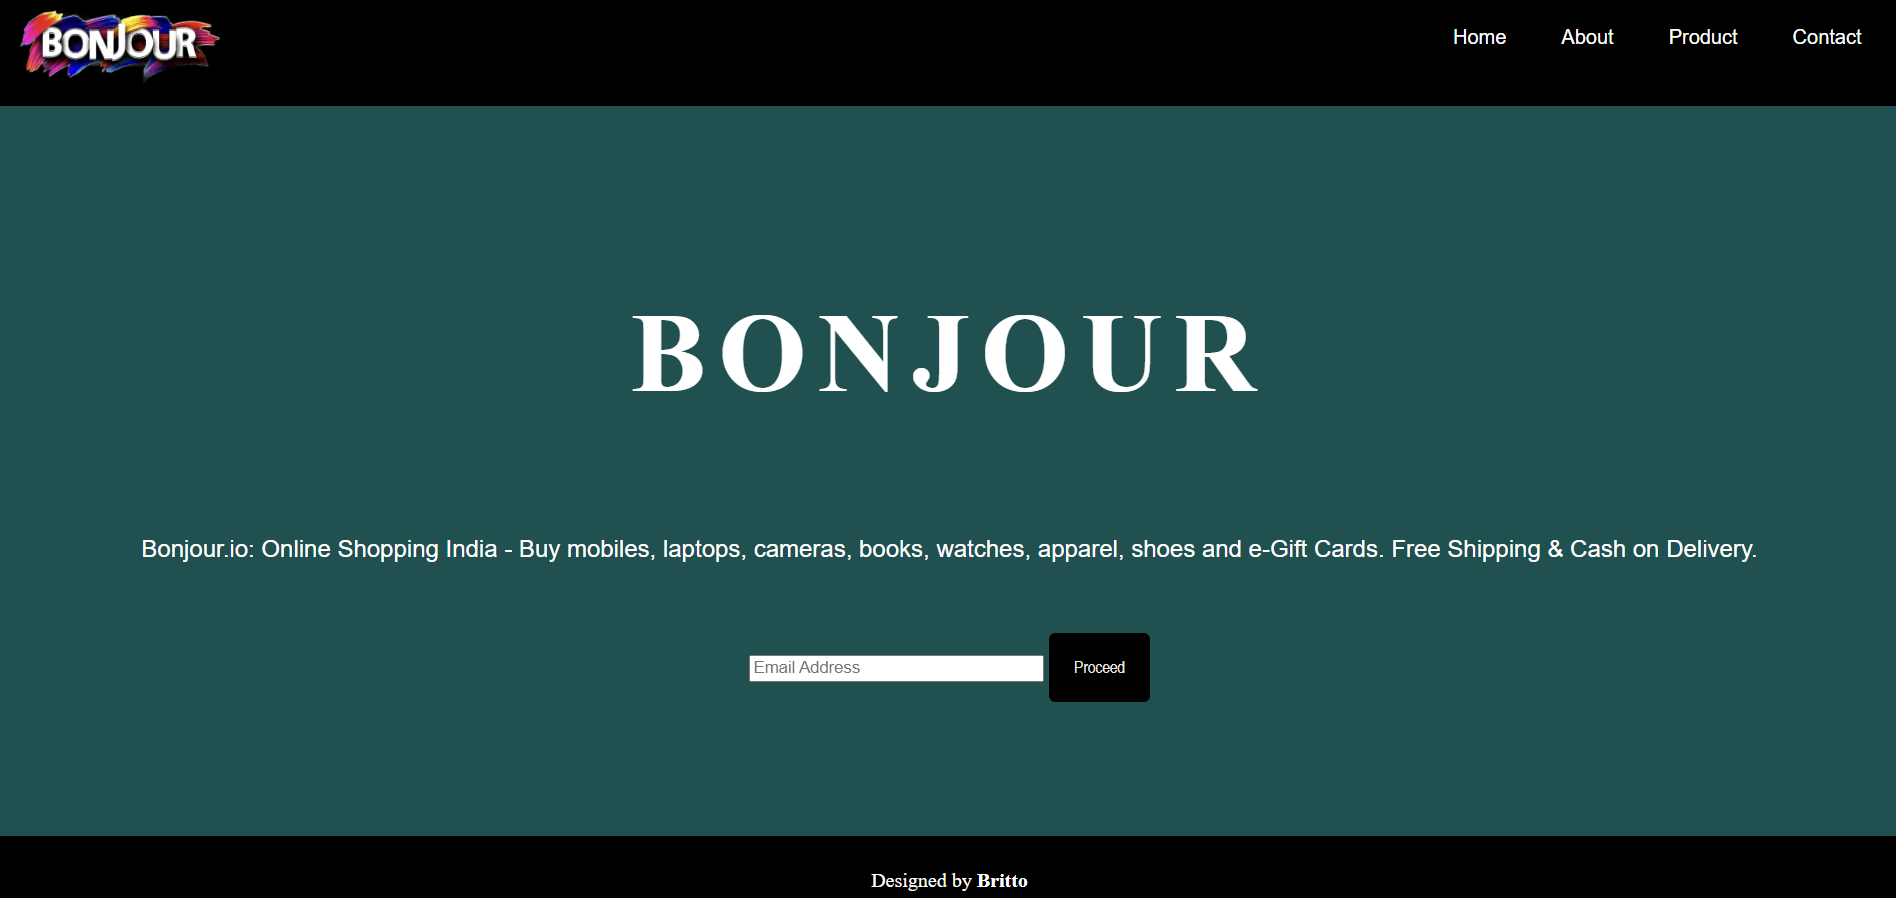 BONJOUR
Home About Product Contact
BONJOUR
Bonjour.io: Online Shopping India - Buy mobiles, laptops, cameras, books, watches, apparel, shoes and e-Gift Cards. Free Shipping & Cash on Delivery.
Email Address Proceed
Designed by Britto